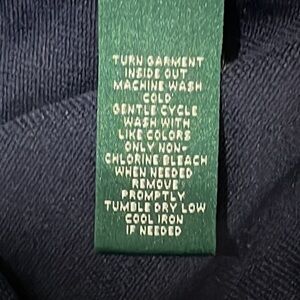 TURN GARMENT
INSIDE OUT
MACHINE WASH
COLD
GENTLE CYCLE
WASH WITH
LIKE COLORS
ONLY NON-
CHLORINE BLEACH
WHEN NEEDED
REMOVE
PROMPTLY
TUMBLE DRY LOW
COOL IRON
IF NEEDED